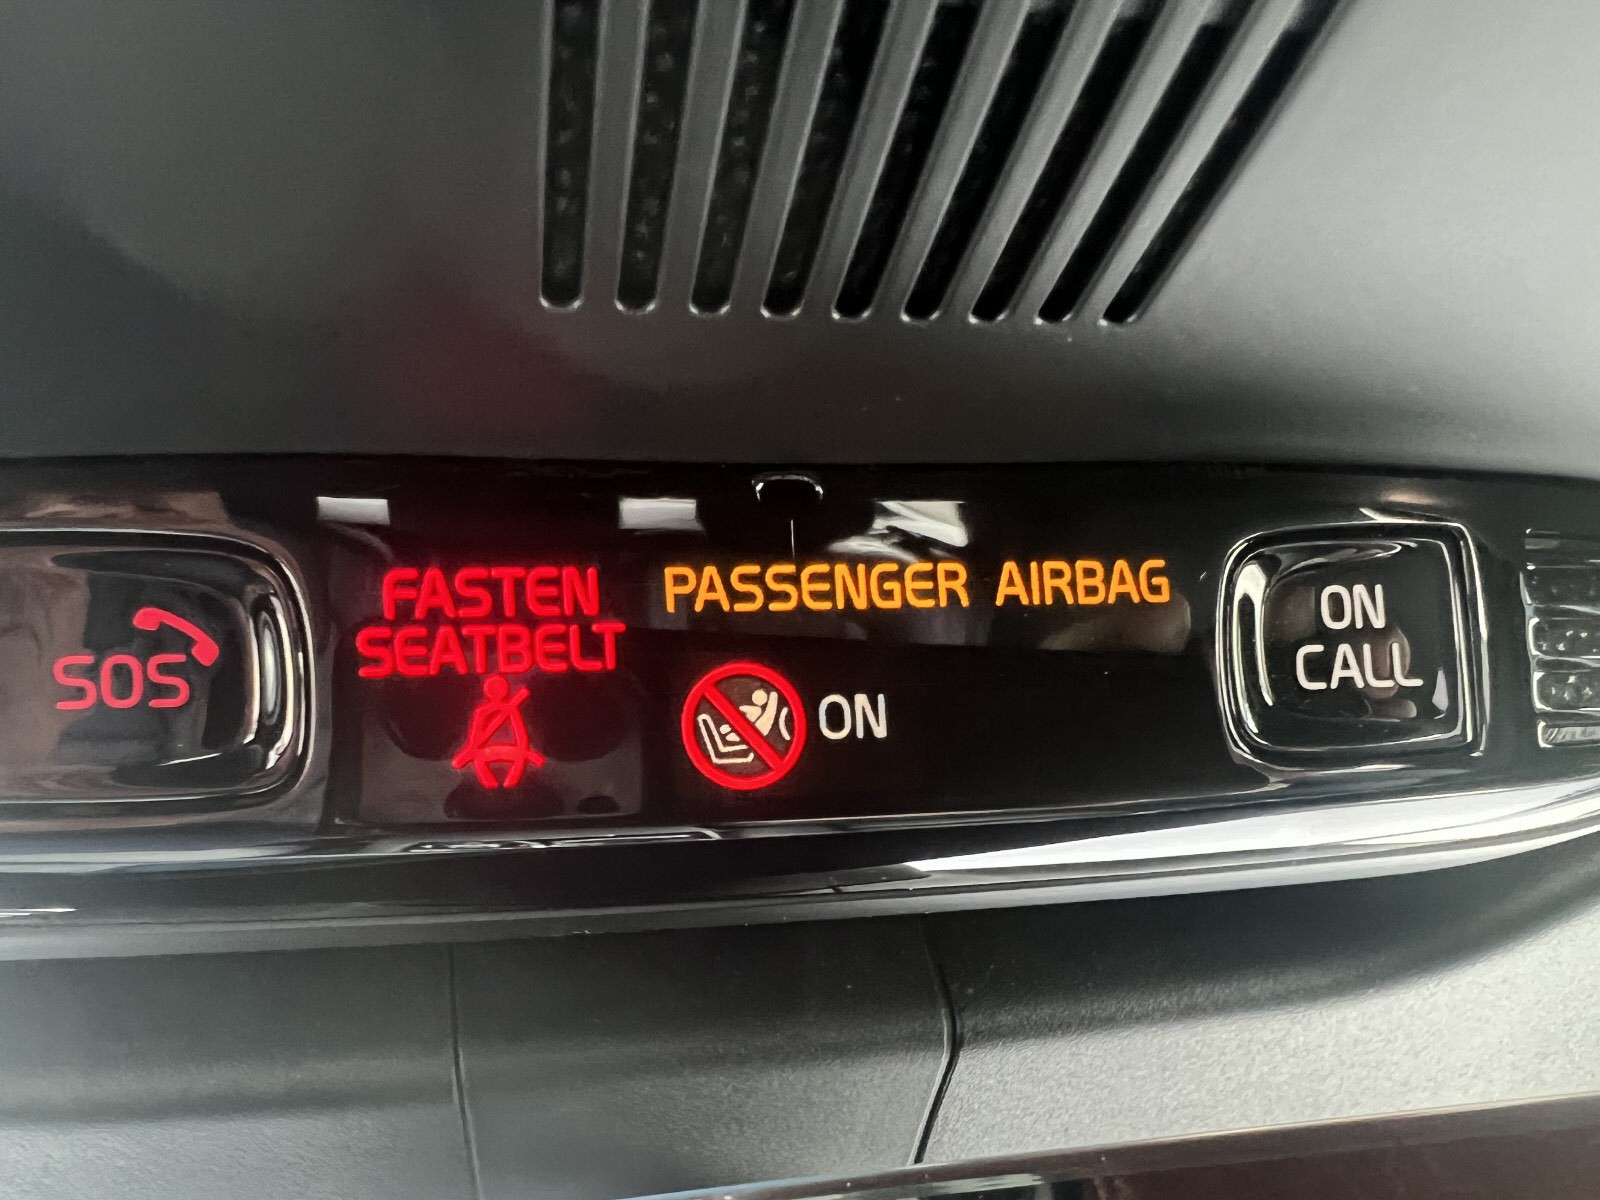 SOS
FASTEN
SEATBELT
PASSENGER AIRBAG
ON
ON
CALL